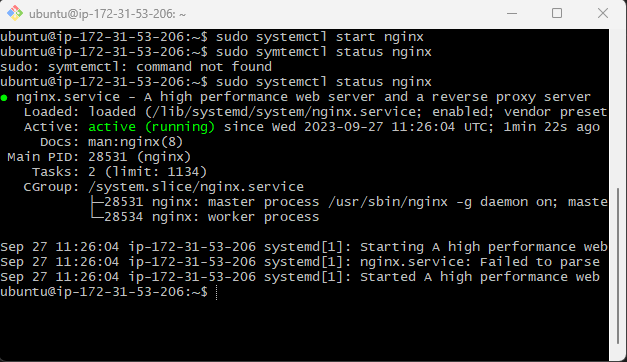 ubuntu@ip-172-31-53-206: ~
ubuntu@ip-172-31-53-206:~$ sudo systemctl start nginx
ubuntu@ip-172-31-53-206:~$ sudo symtemctl status nginx
sudo: symtemctl: command not found
ubuntu@ip-172-31-53-206:~$ sudo systemctl status nginx
● nginx.service - A high performance web server and a reverse proxy server
   Loaded: loaded (/lib/systemd/system/nginx.service; enabled; vendor preset
   Active: active (running) since Wed 2023-09-27 11:26:04 UTC; 1min 22s ago
     Docs: man:nginx(8)
 Main PID: 28531 (nginx)
    Tasks: 2 (limit: 1134)
   CGroup: /system.slice/nginx.service
           ├─28531 nginx: master process /usr/sbin/nginx -g daemon on; maste
           └─28534 nginx: worker process

Sep 27 11:26:04 ip-172-31-53-206 systemd[1]: Starting A high performance web
Sep 27 11:26:04 ip-172-31-53-206 systemd[1]: nginx.service: Failed to parse
Sep 27 11:26:04 ip-172-31-53-206 systemd[1]: Started A high performance web
ubuntu@ip-172-31-53-206:~$